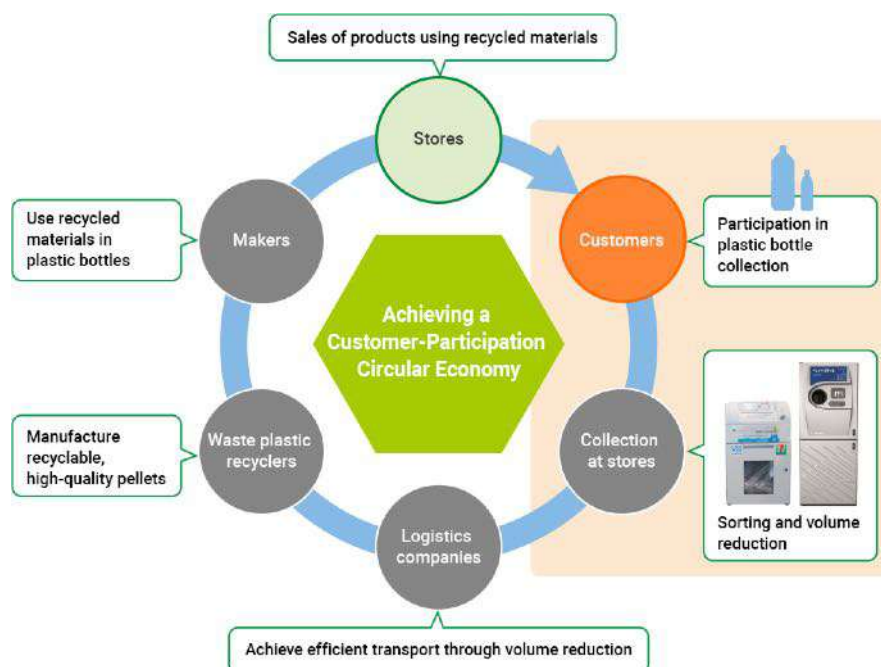 Sales of products using recycled materials
Stores
Customers
Participation in
plastic bottle
collection
Use recycled
materials in
plastic bottles
Makers
Achieving a
Customer-Participation
Circular Economy
Waste plastic
recyclers
Manufacture
recyclable,
high-quality pellets
Collection
at stores
Sorting and volume
reduction
Logistics
companies
Achieve efficient transport through volume reduction